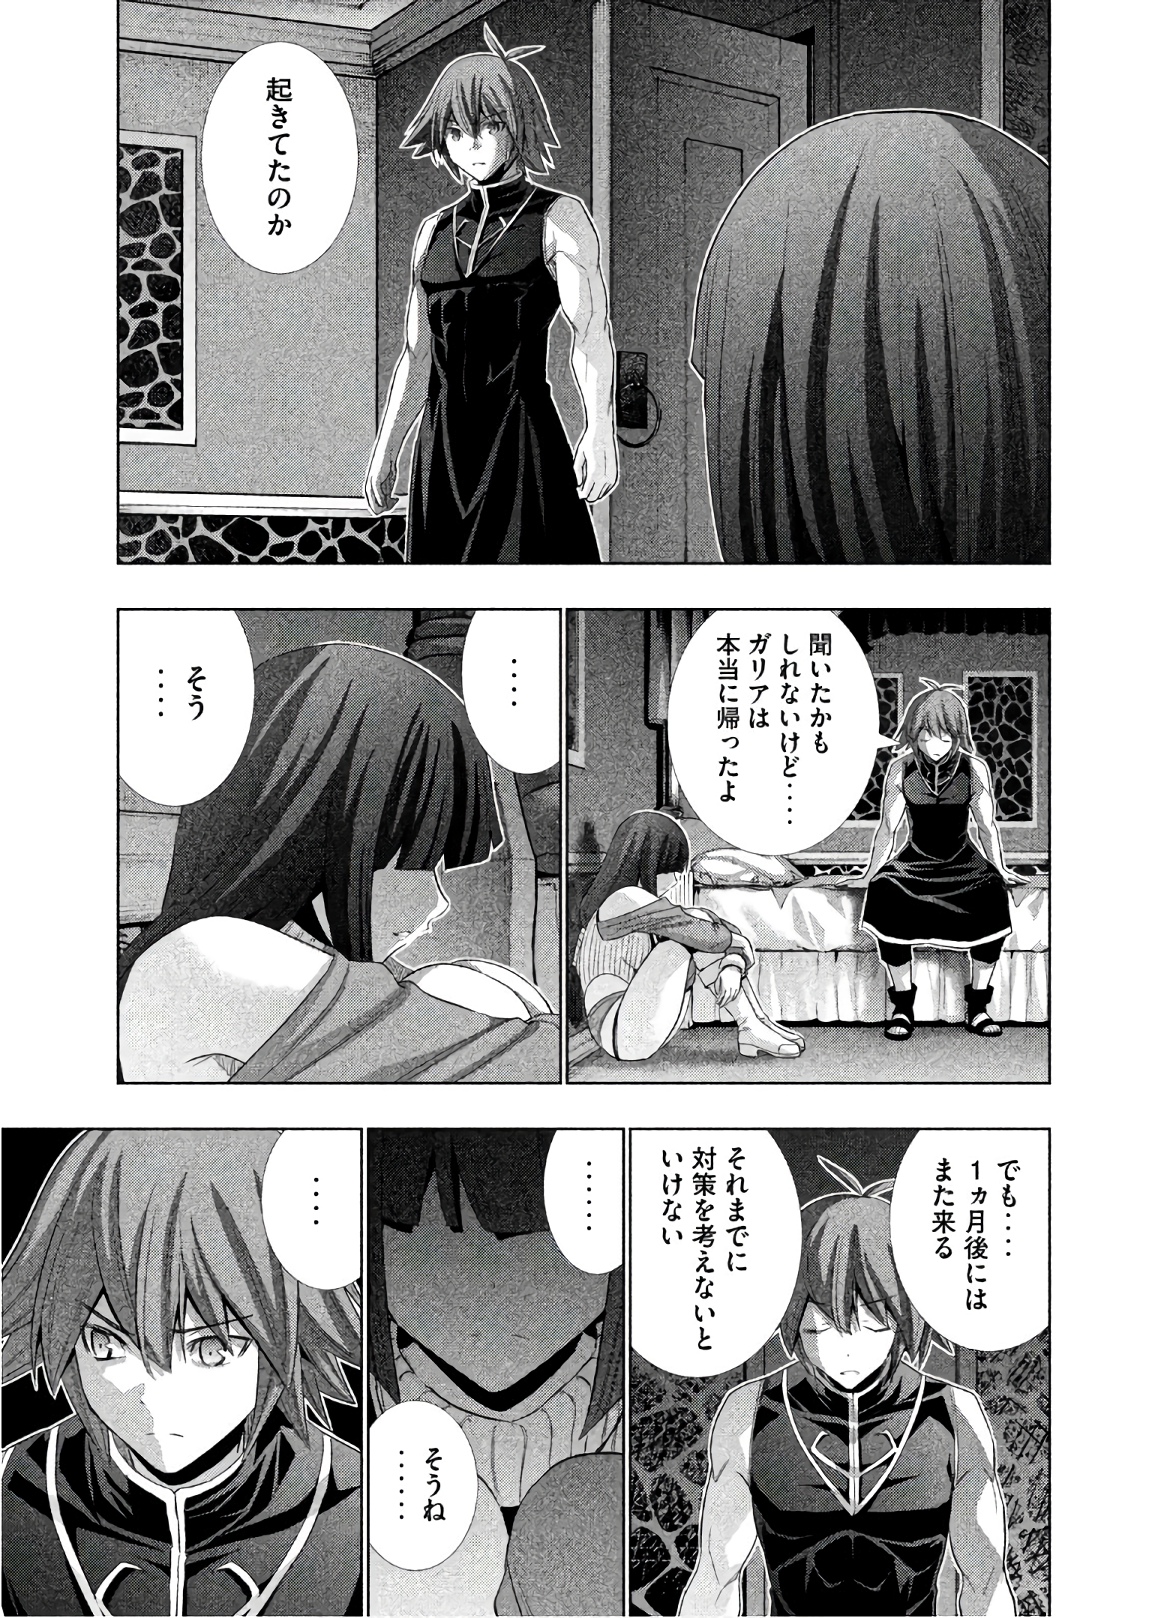 起きてたのか
聞いたかも
しれないけど‥‥
ガリアは
本当に帰ったよ
‥‥
そう
‥‥
でも‥‥
1ヵ月後には
また来る
それまでに
対策を考えないと
いけない
‥‥‥
そうね
‥‥‥
‥‥